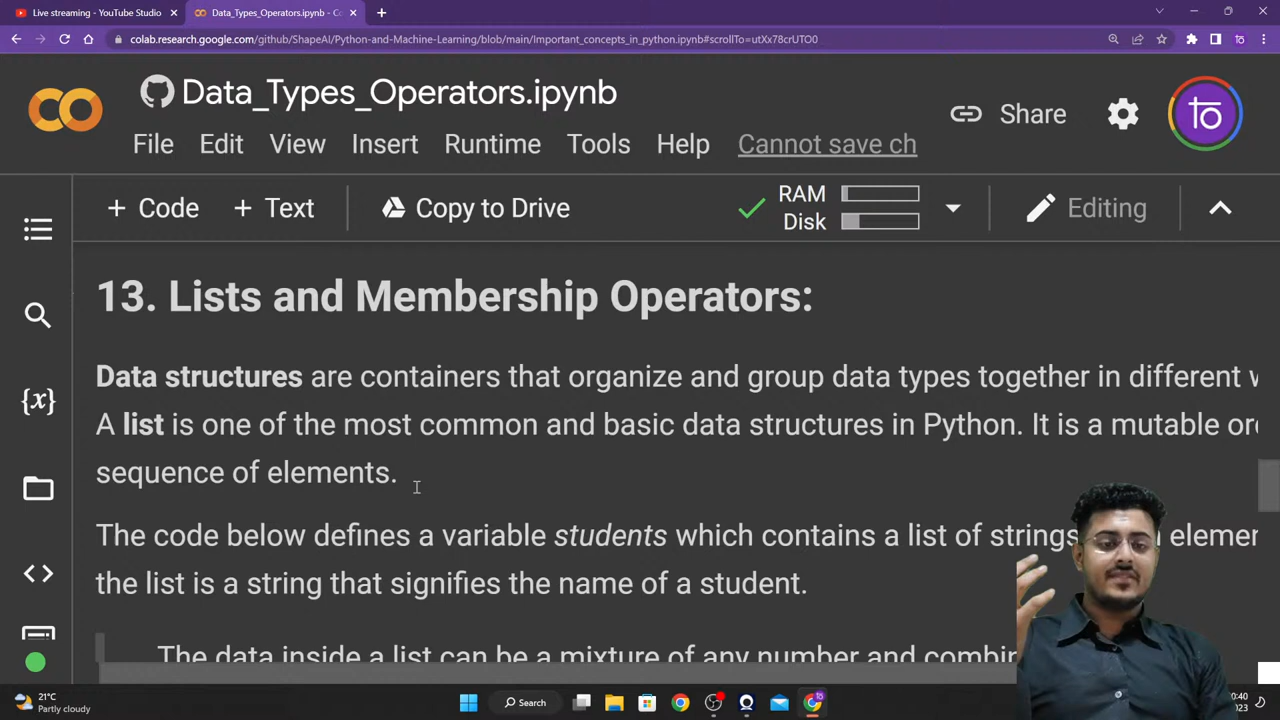 Live streaming - YouTube Studio
Data_Types_Operators.ipynb - Co
colab.research.google.com/github/ShapeAI/Python-and-Machine-Learning/blob/main/Important_concepts_in_python.ipynb#scrollTo=utXx78crUTO0
Data_Types_Operators.ipynb
Share
File Edit View Insert Runtime Tools Help Cannot save ch
+ Code + Text Copy to Drive
RAM
Disk
Editing
13. Lists and Membership Operators:
Data structures are containers that organize and group data types together in different
A list is one of the most common and basic data structures in Python. It is a mutable
sequence of elements.
The code below defines a variable students which contains a list of strings
the list is a string that signifies the name of a student.
The data inside a list can be a mixture of any number and
{x}
<>
21°C
Partly cloudy
Search